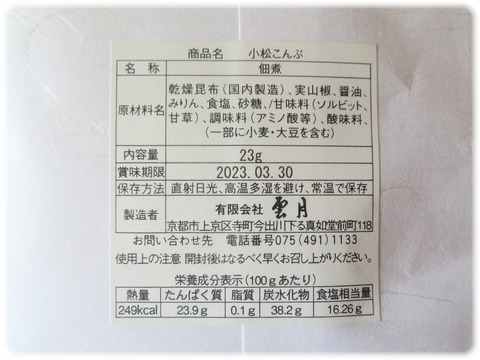 商品名 小松こんぶ
名称 佃煮
原材料名 乾燥昆布(国内製造)、実山椒、醤油、
みりん、食塩、砂糖、/甘味料(ソルビット、
甘草)、調味料(アミノ酸等)、酸味料、
(一部に小麦・大豆を含む)
内容量 23g
賞味期限 2023.03.30
保存方法 直射日光、高温多湿を避け、常温で保存
製造者 有限会社 雲月
京都市上京区寺町今出川下る真如堂前町118
お問い合わせ先 電話番号075(491)1133
使用上の注意 開封後はなるべく早くお召し上がりください。
栄養成分表示(100gあたり)
熱量 たんぱく質 脂質 炭水化物 食塩相当量
249kcal 23.9g 0.1g 38.2g 16.26g